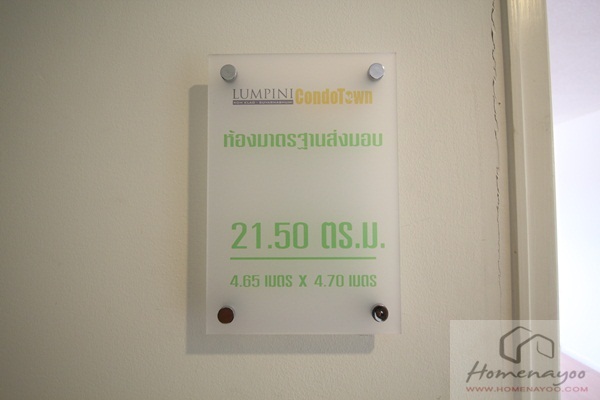 LUMPINI CondoTown
ห้องมาตรฐานส่งมอบ
21.50 ตร.ม.
4.65 เมตร X 4.70 เมตร
Homenayoo
WWW.HOMENAYOO.COM